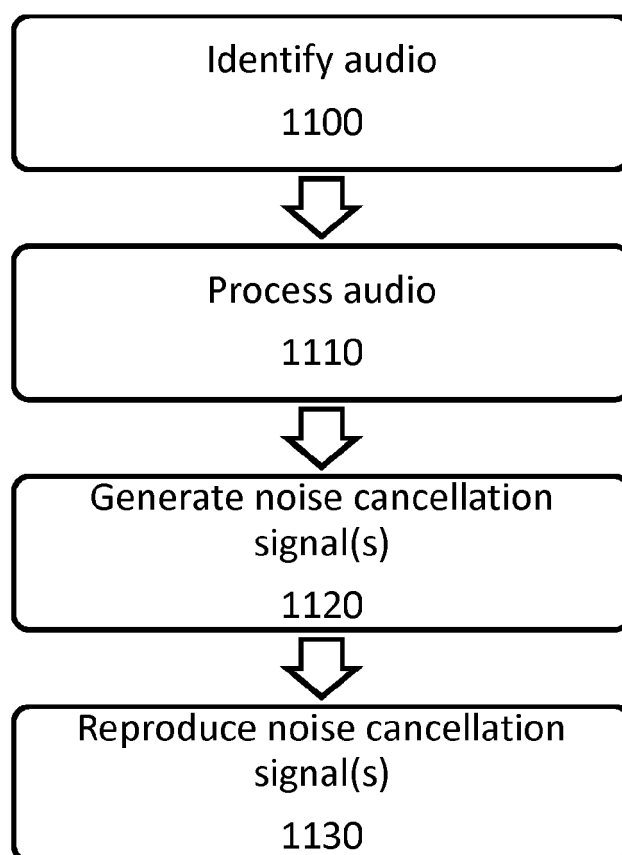 Identify audio
1100
Process audio
1110
Generate noise cancellation
signal(s)
1120
Reproduce noise cancellation
signal(s)
1130